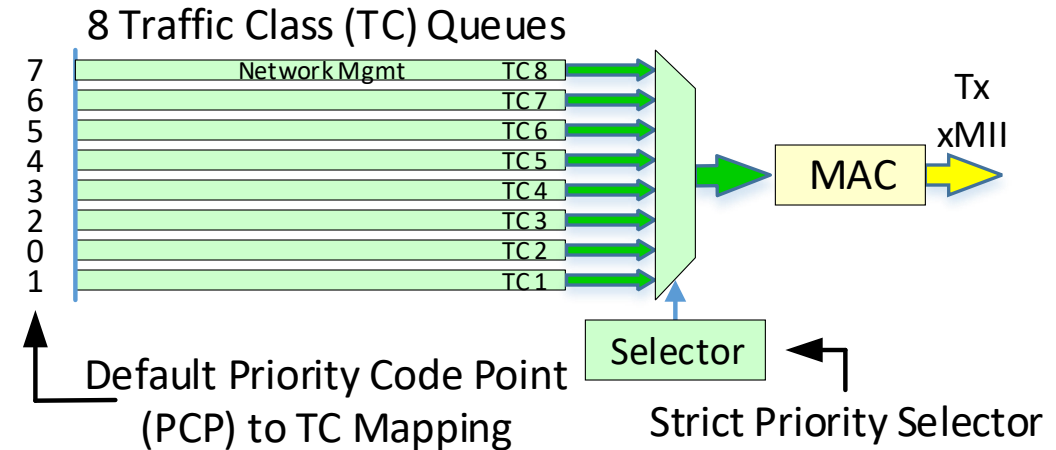 8 Traffic Class (TC) Queues
7 Network Mgmt TC 8
6 TC 7
5 TC 6
4 TC 5
3 TC 4
2 TC 3
0 TC 2
1 TC 1
Tx
xMII
MAC
Selector
Default Priority Code Point
(PCP) to TC Mapping
Strict Priority Selector